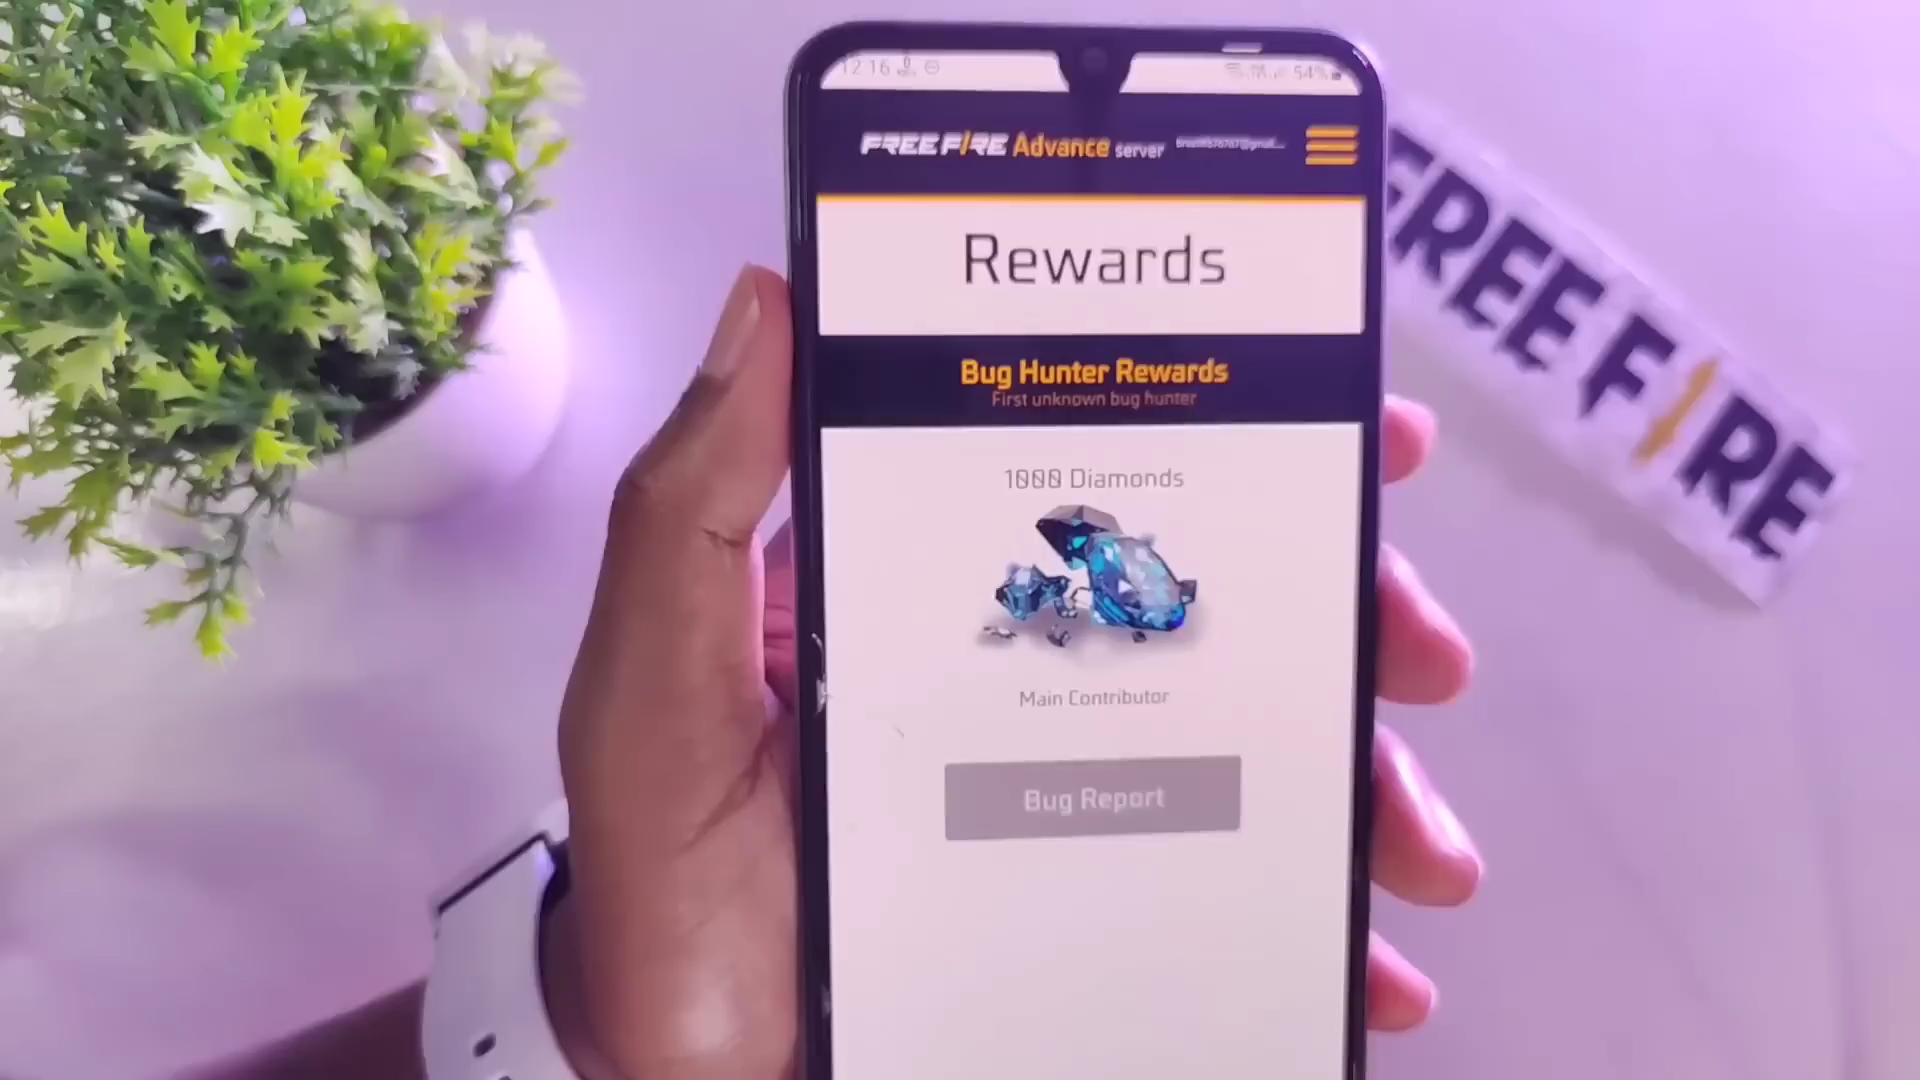 12:16
54%
FREE FIRE Advance server
Rewards
Bug Hunter Rewards
First unknown bug hunter
1000 Diamonds
Main Contributor
Bug Report
FREE FIRE